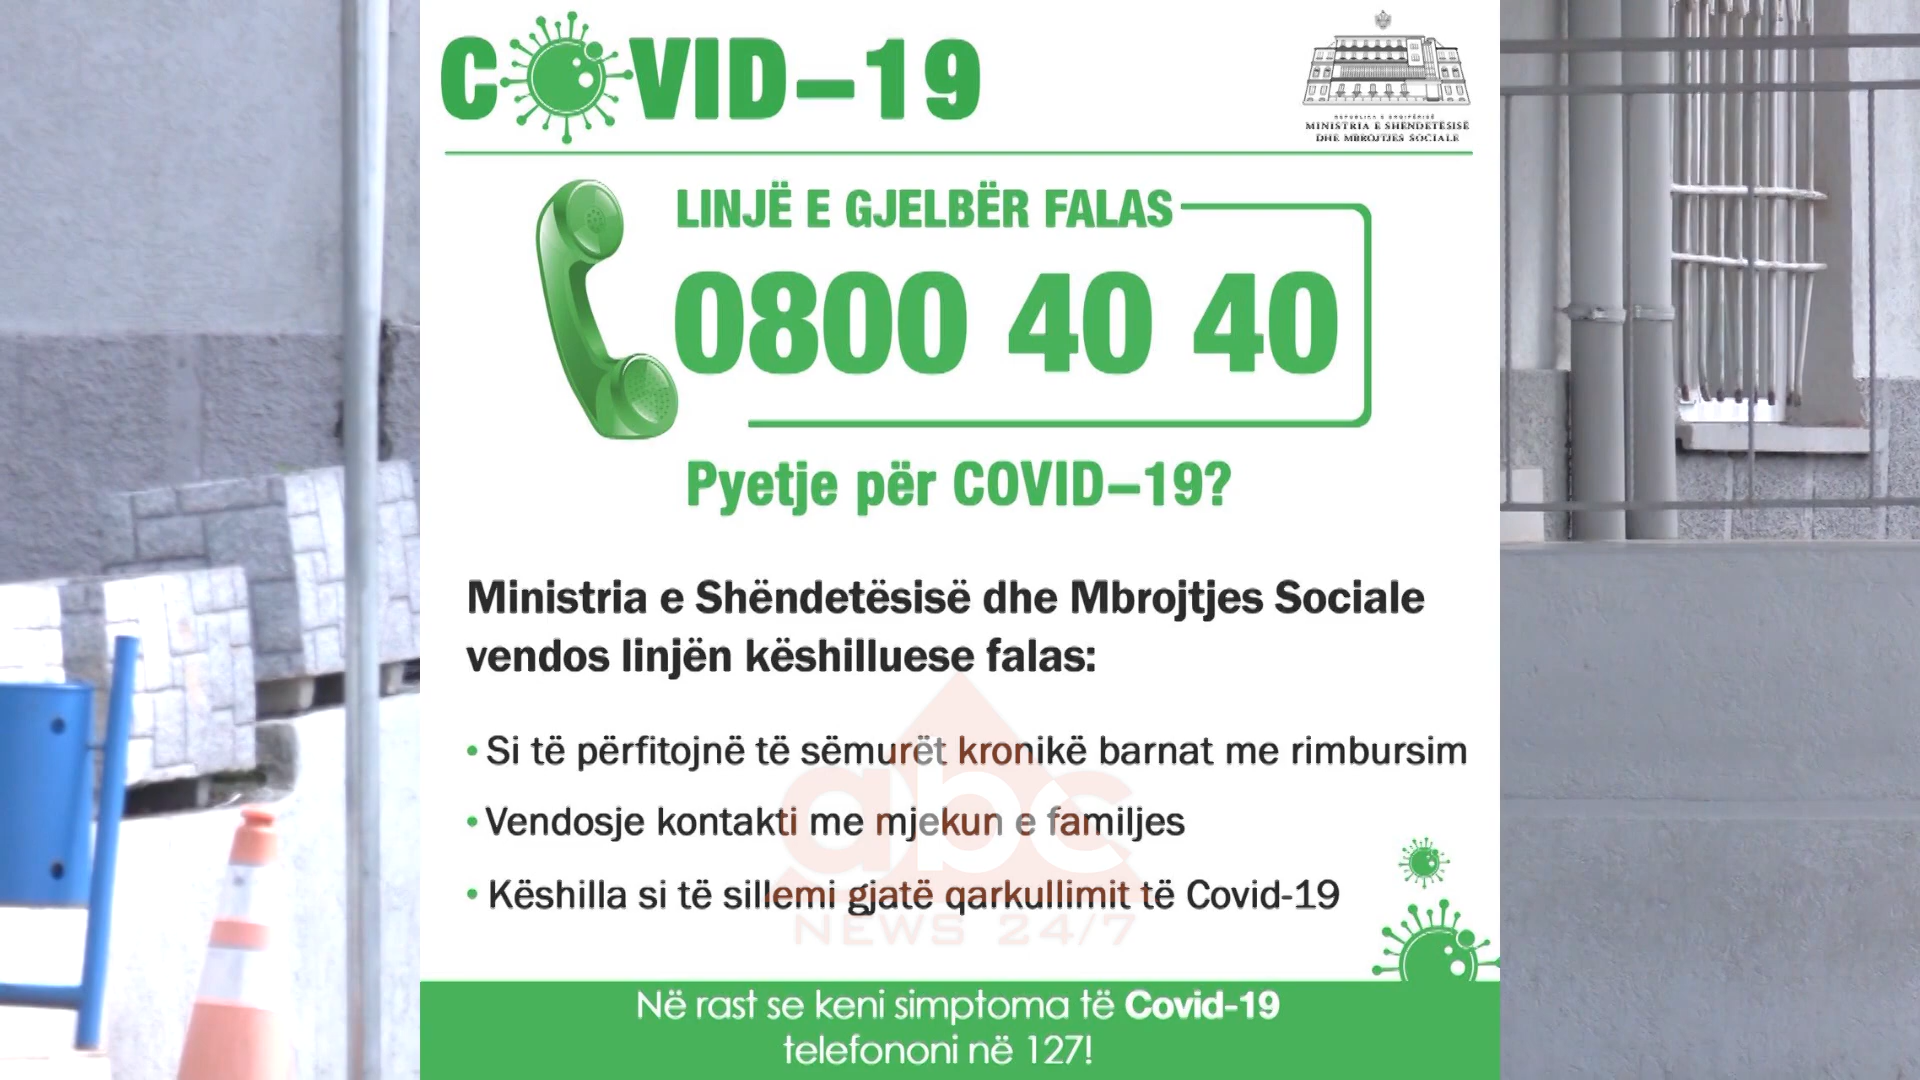 COVID–19
REPUBLIKA E SHQIPËRISË
MINISTRIA E SHËNDETËSISË
DHE MBROJTJES SOCIALE
LINJË E GJELBËR FALAS
0800 40 40
Pyetje për COVID–19?
Ministria e Shëndetësisë dhe Mbrojtjes Sociale
vendos linjën këshilluese falas:
• Si të përfitojnë të sëmurët kronikë barnat me rimbursim
• Vendosje kontakti me mjekun e familjes
• Këshilla si të sillemi gjatë qarkullimit të Covid-19
abc
NEWS 24/7
Në rast se keni simptoma të Covid-19
telefononi në 127!